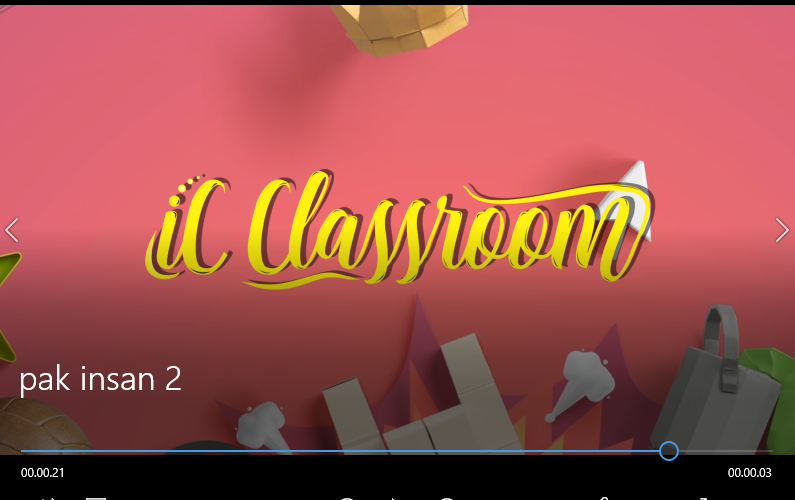 iC Classroom
pak insan 2
00.00.21
00.00.03